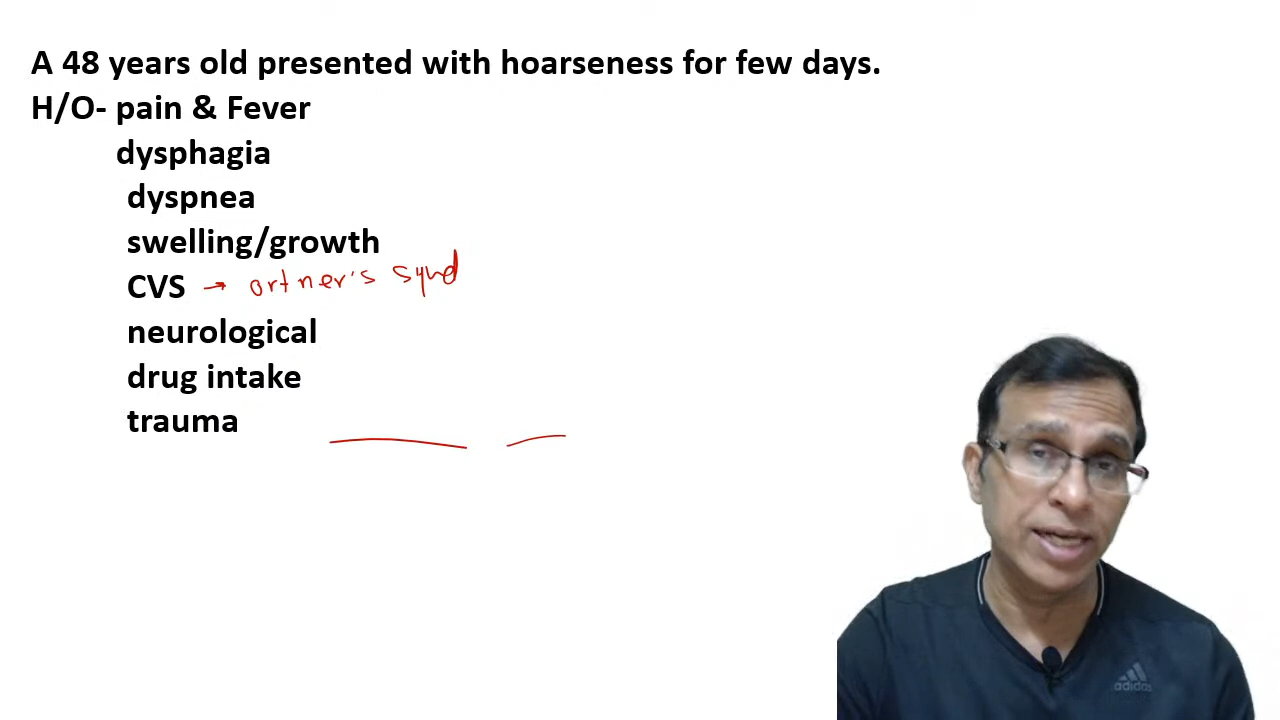 A 48 years old presented with hoarseness for few days.
H/O- pain & Fever
dysphagia
dyspnea
swelling/growth
CVS → ortner's synd
neurological
drug intake
trauma
adidas